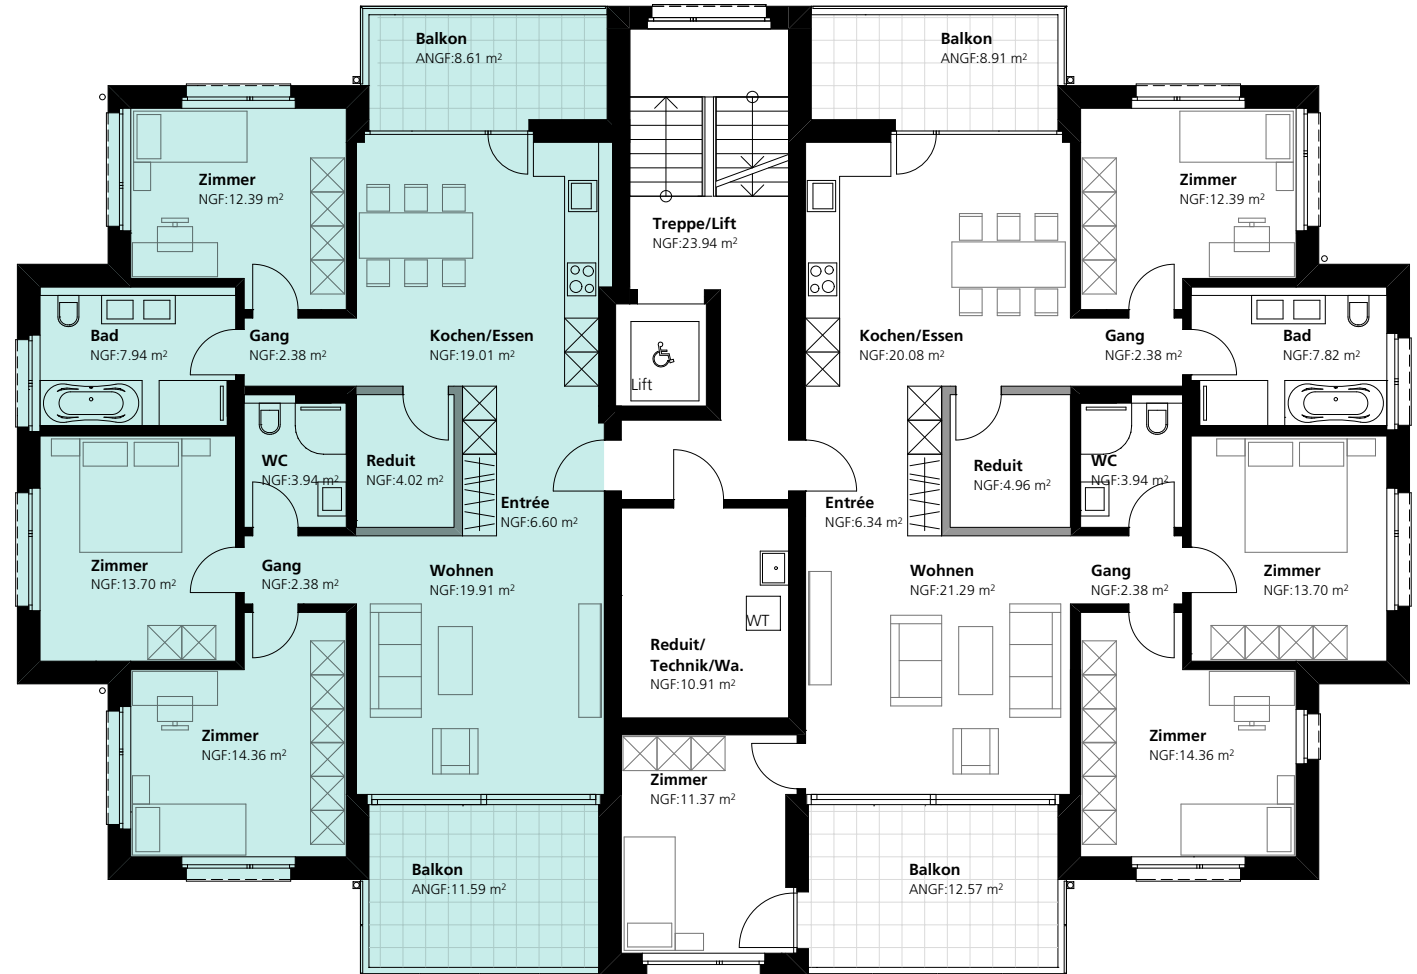 Balkon
ANGF:8.61 m²
Balkon
ANGF:8.91 m²
Zimmer
NGF:12.39 m²
Zimmer
NGF:12.39 m²
Treppe/Lift
NGF:23.94 m²
Bad
NGF:7.94 m²
Gang
NGF:2.38 m²
Kochen/Essen
NGF:19.01 m²
Lift
Kochen/Essen
NGF:20.08 m²
Gang
NGF:2.38 m²
Bad
NGF:7.82 m²
WC
NGF:3.94 m²
Reduit
NGF:4.02 m²
Entrée
NGF:6.60 m²
Entrée
NGF:6.34 m²
Reduit
NGF:4.96 m²
WC
NGF:3.94 m²
Zimmer
NGF:13.70 m²
Gang
NGF:2.38 m²
Wohnen
NGF:19.91 m²
WT
Reduit/
Technik/Wa.
NGF:10.91 m²
Wohnen
NGF:21.29 m²
Gang
NGF:2.38 m²
Zimmer
NGF:13.70 m²
Zimmer
NGF:14.36 m²
Zimmer
NGF:11.37 m²
Zimmer
NGF:14.36 m²
Balkon
ANGF:11.59 m²
Balkon
ANGF:12.57 m²